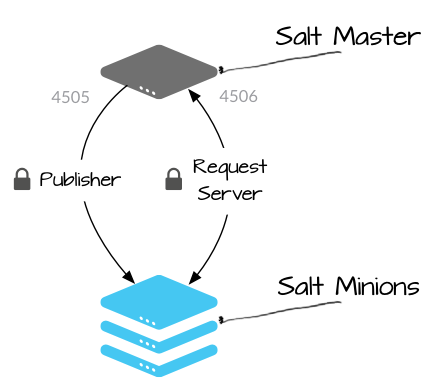 Salt Master
4505
4506
Publisher
Request
Server
Salt Minions